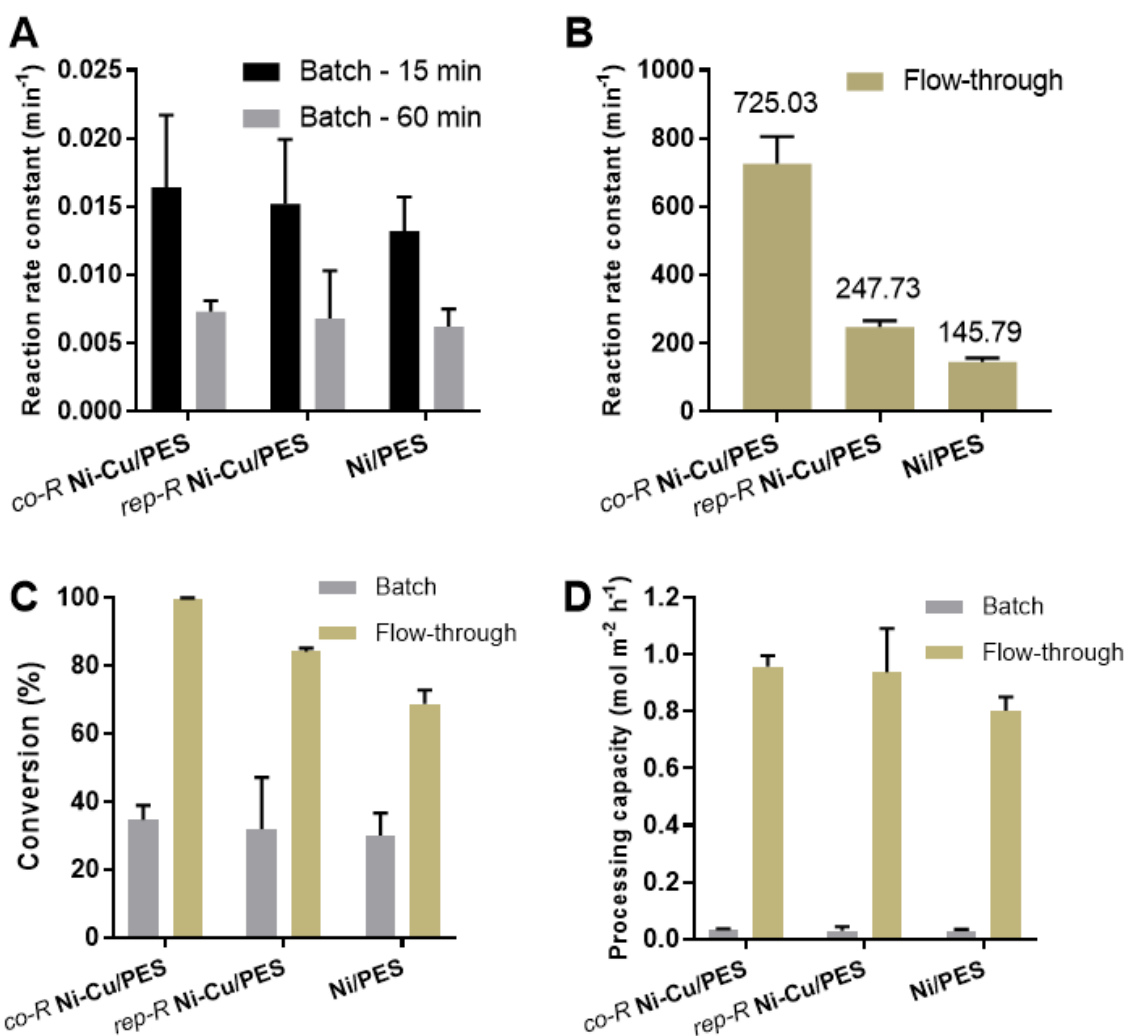 A
Reaction rate constant (min⁻¹)
0.025
0.020
0.015
0.010
0.005
0.000
Batch - 15 min
Batch - 60 min
co-R Ni-Cu/PES
rep-R Ni-Cu/PES
Ni/PES
B
Reaction rate constant (min⁻¹)
1000
800
600
400
200
0
Flow-through
725.03
247.73
145.79
co-R Ni-Cu/PES
rep-R Ni-Cu/PES
Ni/PES
C
Conversion (%)
100
80
60
40
20
0
Batch
Flow-through
co-R Ni-Cu/PES
rep-R Ni-Cu/PES
Ni/PES
D
Processing capacity (mol m⁻² h⁻¹)
1.2
1.0
0.8
0.6
0.4
0.2
0.0
Batch
Flow-through
co-R Ni-Cu/PES
rep-R Ni-Cu/PES
Ni/PES